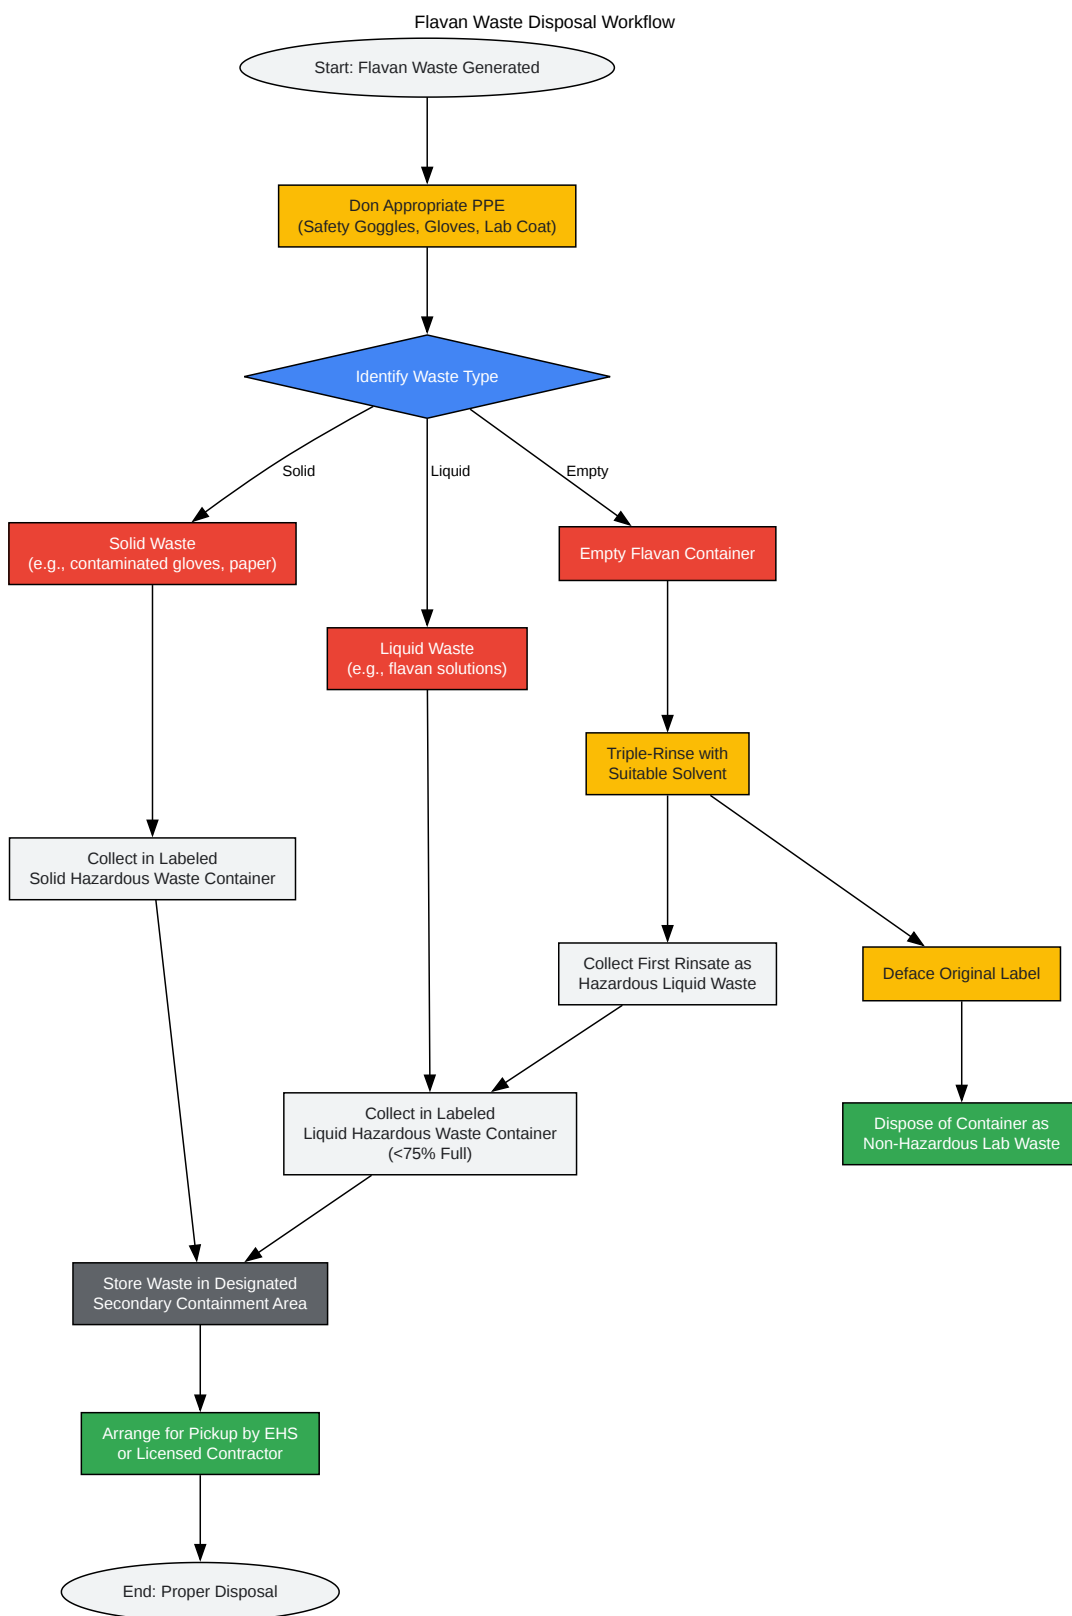 Flavan Waste Disposal Workflow
Start: Flavan Waste Generated
Don Appropriate PPE
(Safety Goggles, Gloves, Lab Coat)
Identify Waste Type
Solid
Liquid
Empty
Solid Waste
(e.g., contaminated gloves, paper)
Empty Flavan Container
Liquid Waste
(e.g., flavan solutions)
Triple-Rinse with
Suitable Solvent
Collect in Labeled
Solid Hazardous Waste Container
Collect First Rinsate as
Hazardous Liquid Waste
Deface Original Label
Collect in Labeled
Liquid Hazardous Waste Container
(<75% Full)
Dispose of Container as
Non-Hazardous Lab Waste
Store Waste in Designated
Secondary Containment Area
Arrange for Pickup by EHS
or Licensed Contractor
End: Proper Disposal